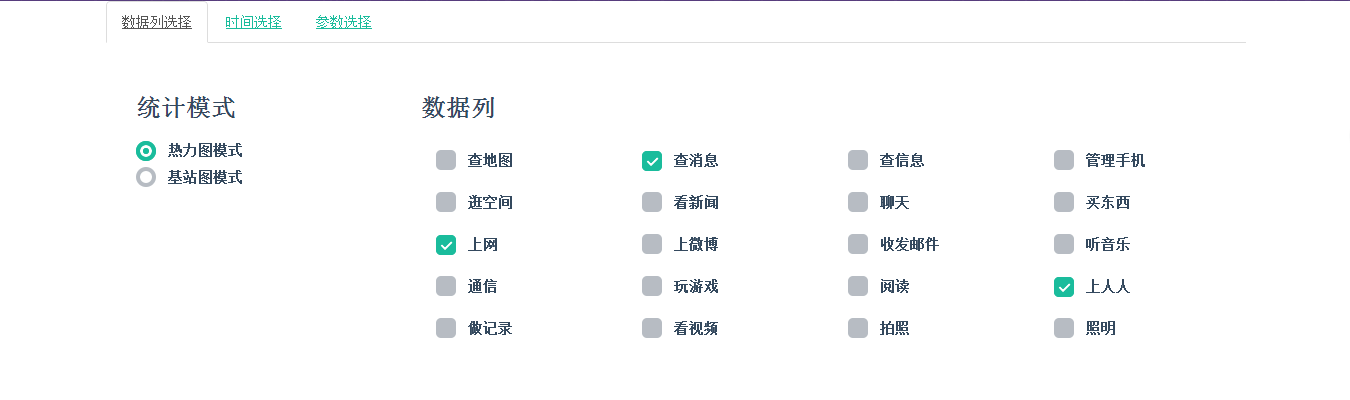 数据列选择 时间选择 参数选择
统计模式 数据列
热力图模式
基站图模式
查地图 查消息 查信息 管理手机
逛空间 看新闻 聊天 买东西
上网 上微博 收发邮件 听音乐
通信 玩游戏 阅读 上人人
做记录 看视频 拍照 照明